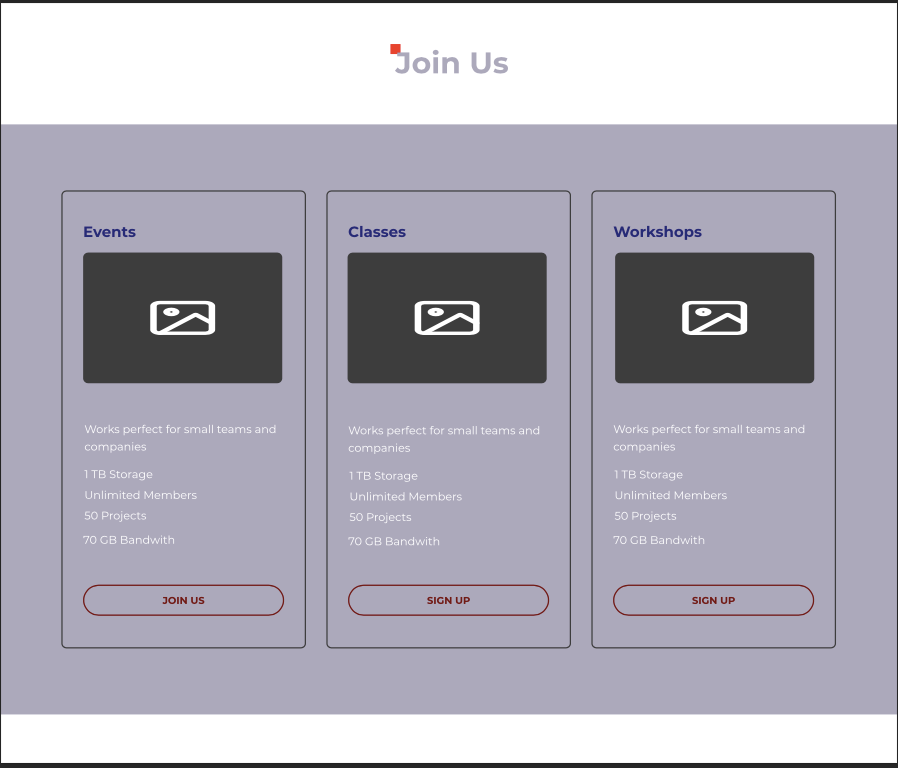 Join Us
Events
Works perfect for small teams and
companies
1 TB Storage
Unlimited Members
50 Projects
70 GB Bandwith
JOIN US
Classes
Works perfect for small teams and
companies
1 TB Storage
Unlimited Members
50 Projects
70 GB Bandwith
SIGN UP
Workshops
Works perfect for small teams and
companies
1 TB Storage
Unlimited Members
50 Projects
70 GB Bandwith
SIGN UP